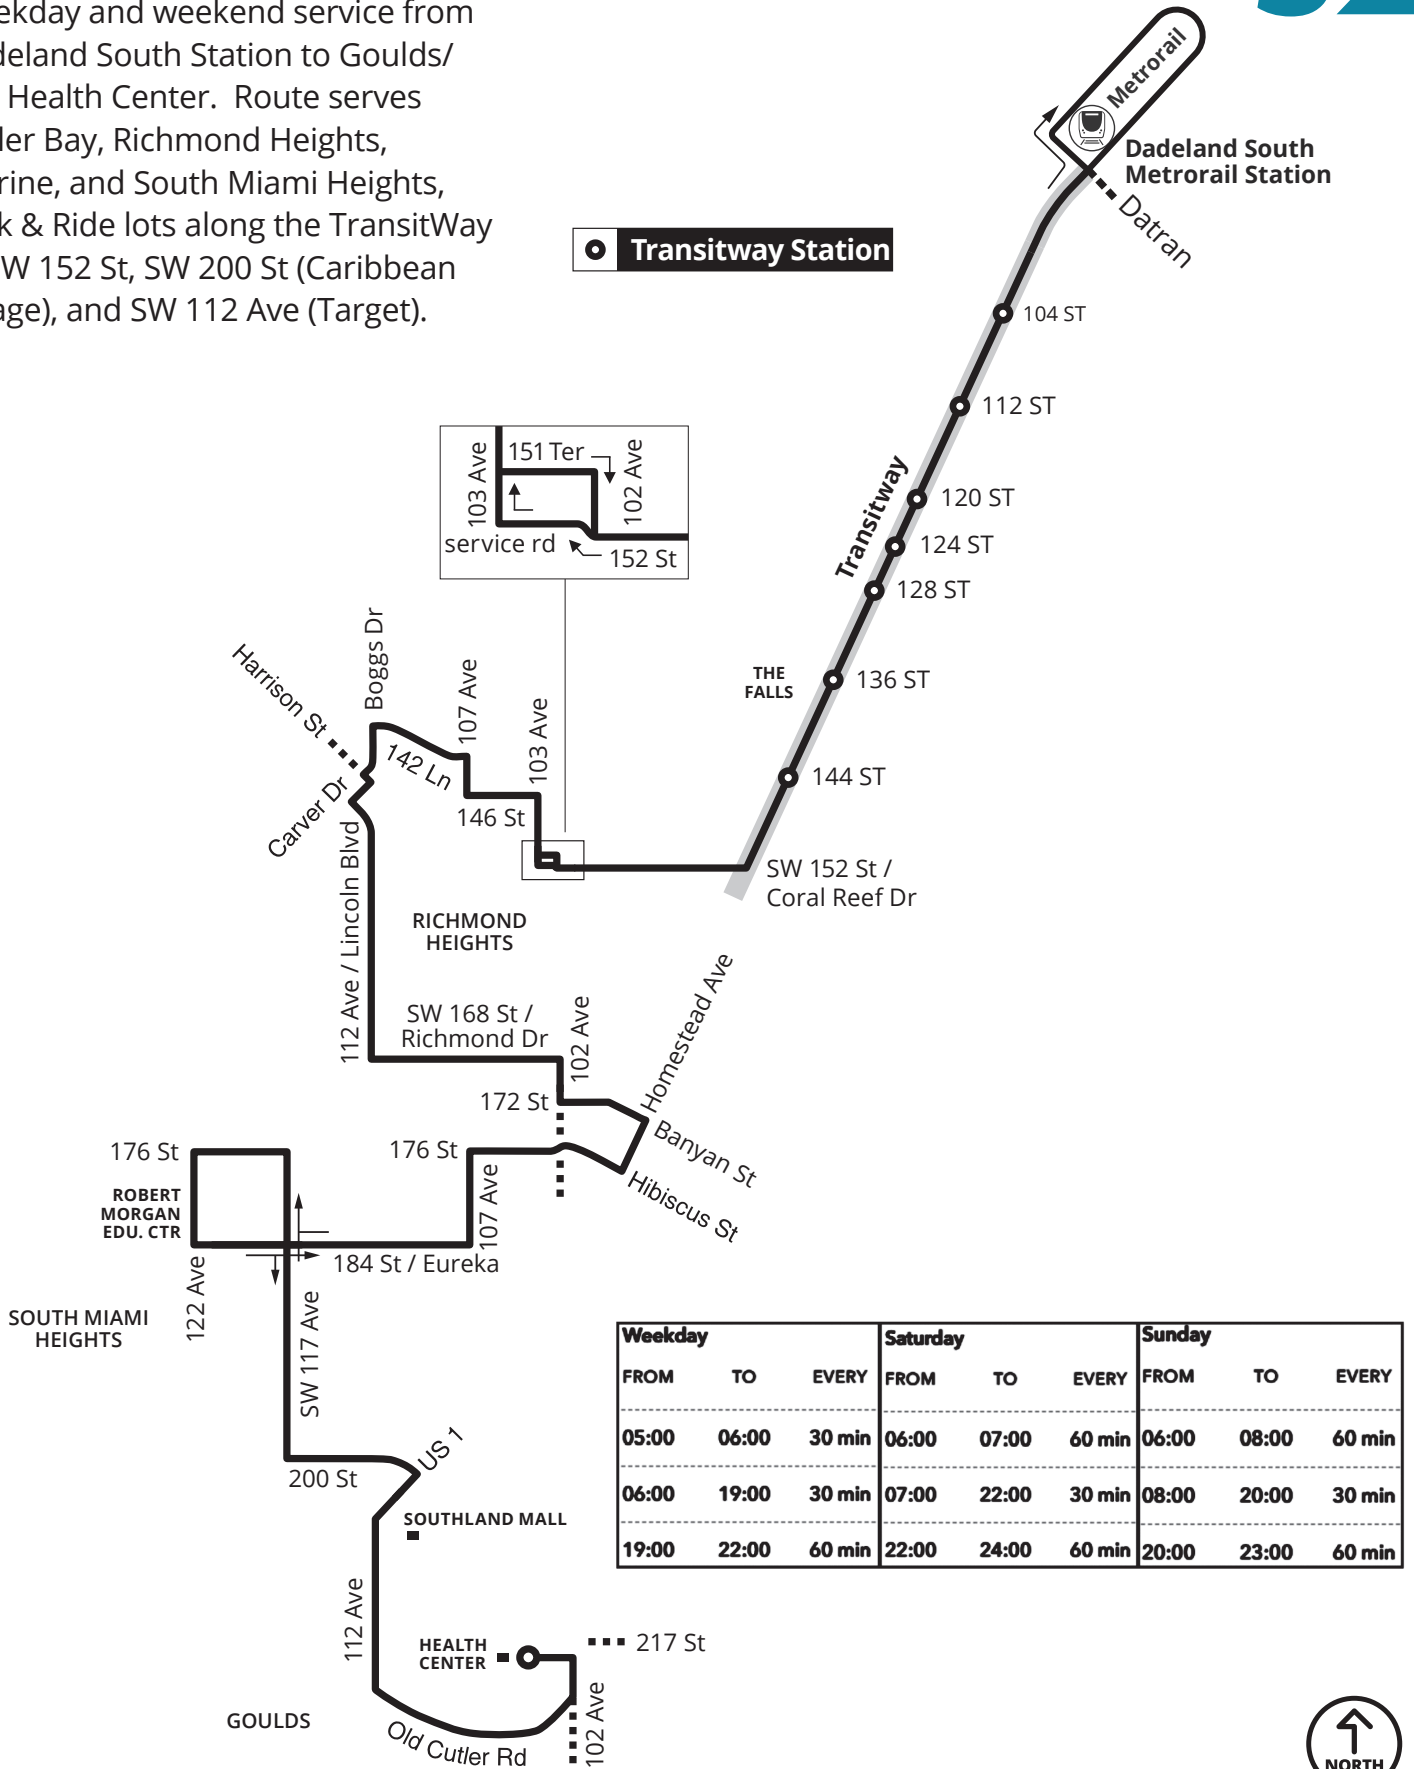 ekday and weekend service from
deland South Station to Goulds/
Health Center. Route serves
ler Bay, Richmond Heights,
rine, and South Miami Heights,
k & Ride lots along the TransitWay
W 152 St, SW 200 St (Caribbean
age), and SW 112 Ave (Target).
Metrorail
Dadeland South
Metrorail Station
Datran
Transitway Station
104 ST
112 ST
Transitway
120 ST
124 ST
128 ST
THE
FALLS
136 ST
144 ST
SW 152 St /
Coral Reef Dr
103 Ave
151 Ter
102 Ave
service rd
152 St
Harrison St
Boggs Dr
107 Ave
103 Ave
142 Ln
146 St
Carver Dr
112 Ave / Lincoln Blvd
RICHMOND
HEIGHTS
SW 168 St /
Richmond Dr
102 Ave
Homestead Ave
172 St
Banyan St
Hibiscus St
176 St
176 St
ROBERT
MORGAN
EDU. CTR
107 Ave
184 St / Eureka
122 Ave
SOUTH MIAMI
HEIGHTS
SW 117 Ave
US 1
200 St
SOUTHLAND MALL
112 Ave
HEALTH
CENTER
217 St
102 Ave
GOULDS
Old Cutler Rd
Weekday Saturday Sunday
FROM TO EVERY FROM TO EVERY FROM TO EVERY
05:00 06:00 30 min 06:00 07:00 60 min 06:00 08:00 60 min
06:00 19:00 30 min 07:00 22:00 30 min 08:00 20:00 30 min
19:00 22:00 60 min 22:00 24:00 60 min 20:00 23:00 60 min
NORTH